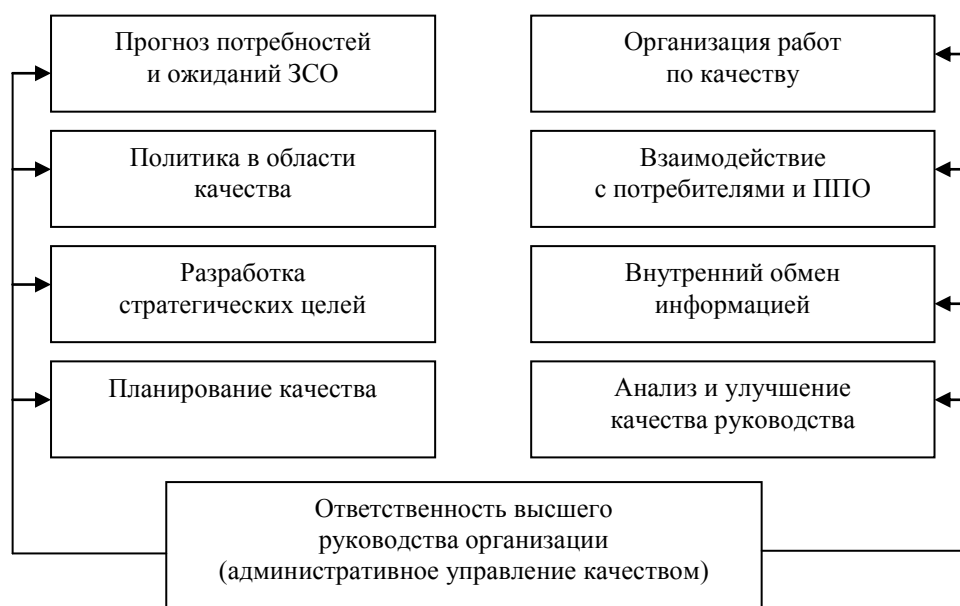 Прогноз потребностей
и ожиданий ЗСО
Политика в области
качества
Разработка
стратегических целей
Планирование качества
Организация работ
по качеству
Взаимодействие
с потребителями и ППО
Внутренний обмен
информацией
Анализ и улучшение
качества руководства
Ответственность высшего
руководства организации
(административное управление качеством)